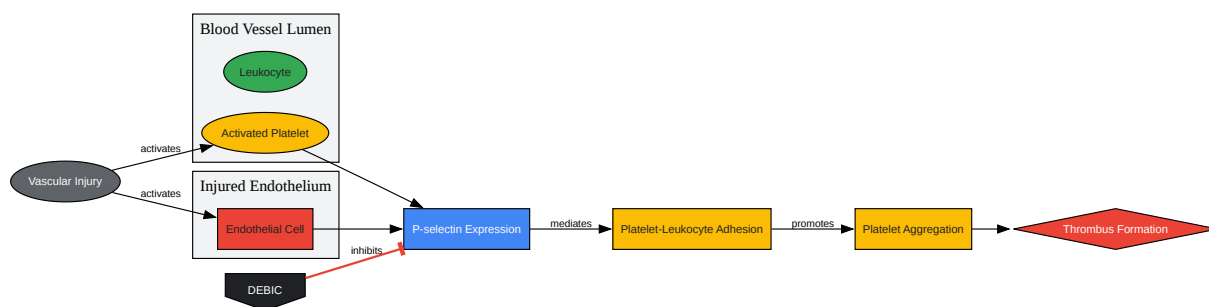 Blood Vessel Lumen
Leukocyte
Activated Platelet
activates
Vascular Injury
activates
Injured Endothelium
Endothelial Cell
P-selectin Expression
mediates
Platelet-Leukocyte Adhesion
promotes
Platelet Aggregation
Thrombus Formation
inhibits
DEBIC